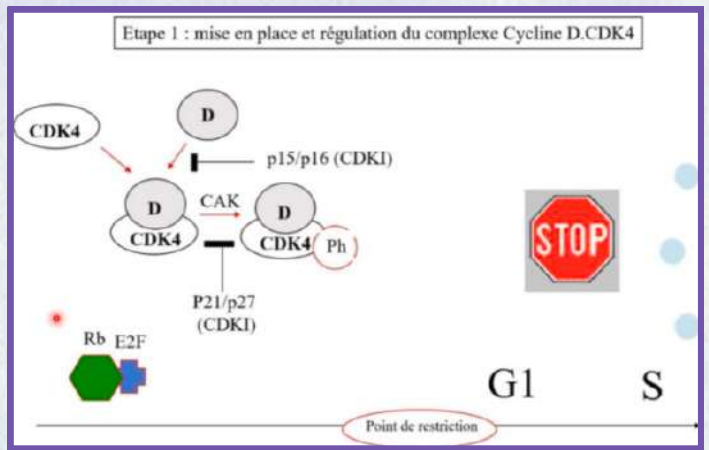 Etape 1 : mise en place et régulation du complexe Cycline D.CDK4
D
CDK4
p15/p16 (CDKI)
D
CAK
D
CDK4
CDK4
Ph
STOP
P21/p27
(CDKI)
Rb
E2F
G1
S
Point de restriction